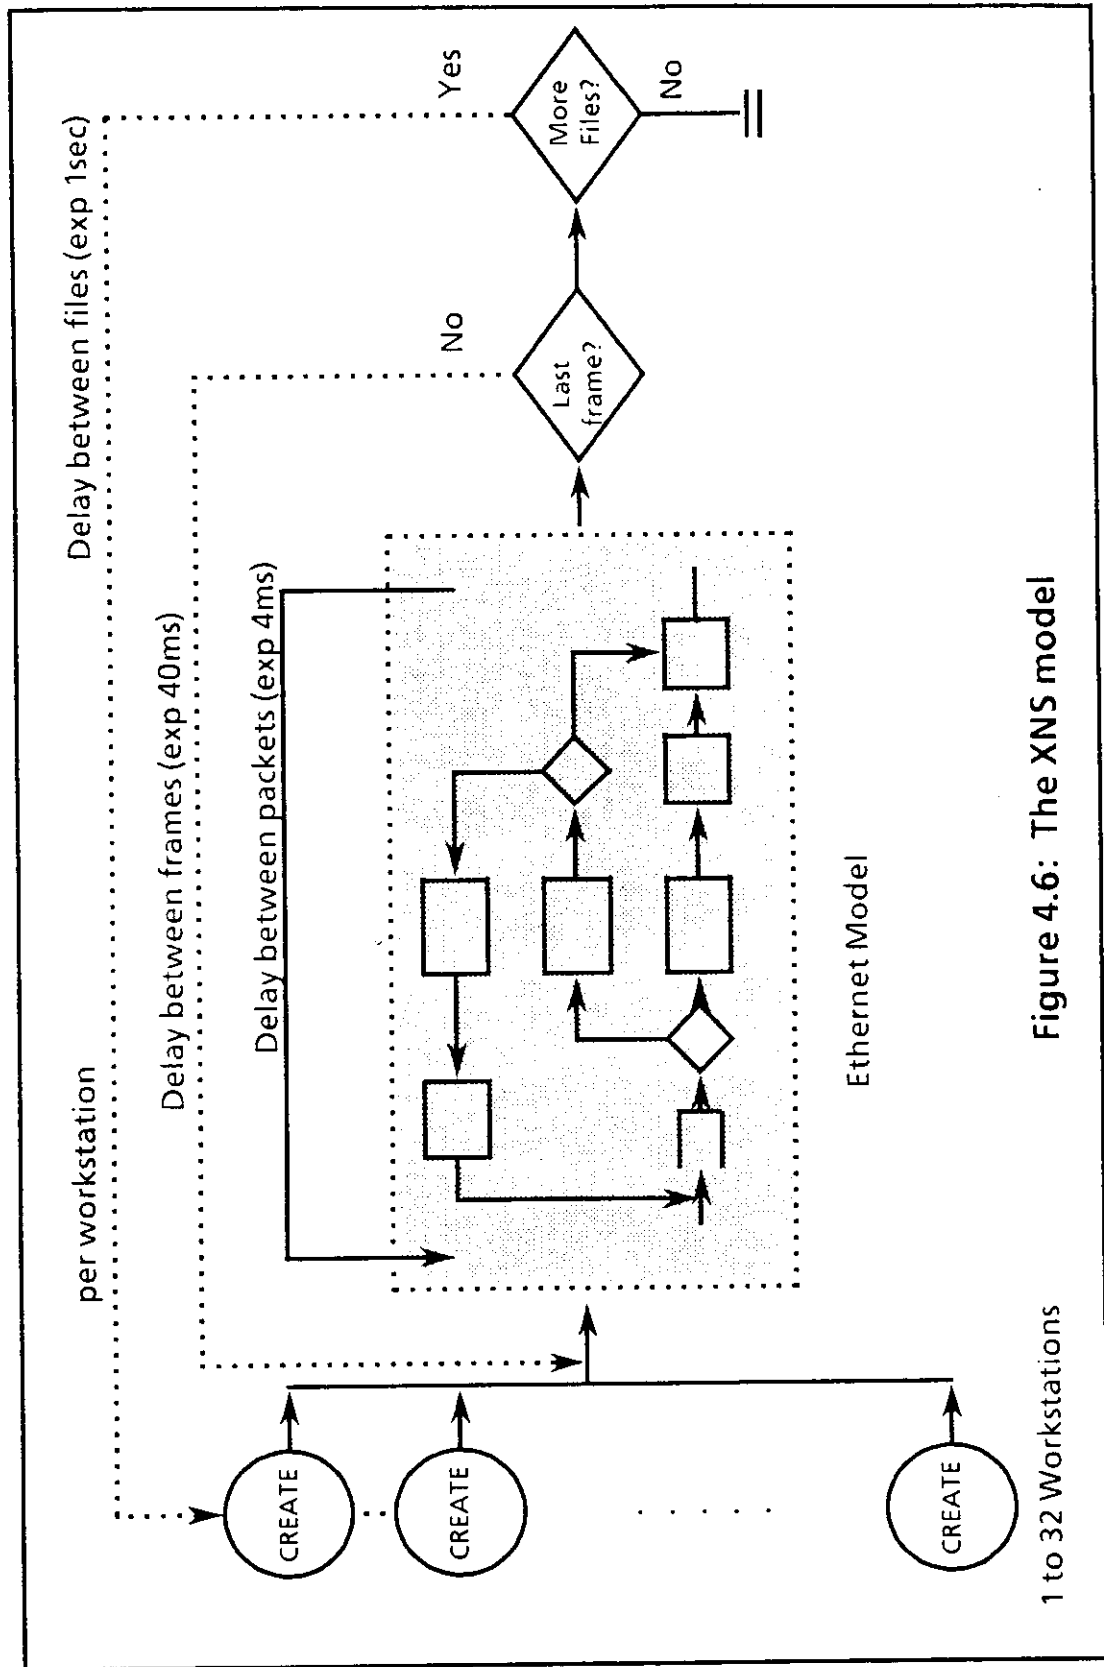 Delay between files (exp 1sec)
per workstation
Delay between frames (exp 40ms)
Delay between packets (exp 4ms)
CREATE
CREATE
CREATE
Last
frame?
No
More
Files?
Yes
No
Ethernet Model
1 to 32 Workstations
Figure 4.6: The XNS model